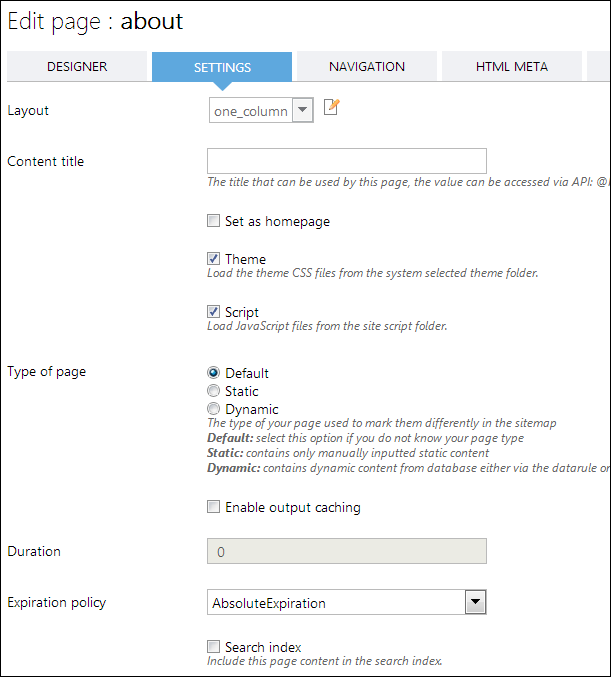 Edit page : about
DESIGNER SETTINGS NAVIGATION HTML META
Layout one_column
Content title
The title that can be used by this page, the value can be accessed via API: @
Set as homepage
Theme
Load the theme CSS files from the system selected theme folder.
Script
Load JavaScript files from the site script folder.
Type of page Default
Static
Dynamic
The type of your page used to mark them differently in the sitemap
Default: select this option if you do not know your page type
Static: contains only manually inputted static content
Dynamic: contains dynamic content from database either via the datarule or
Enable output caching
Duration 0
Expiration policy AbsoluteExpiration
Search index
Include this page content in the search index.